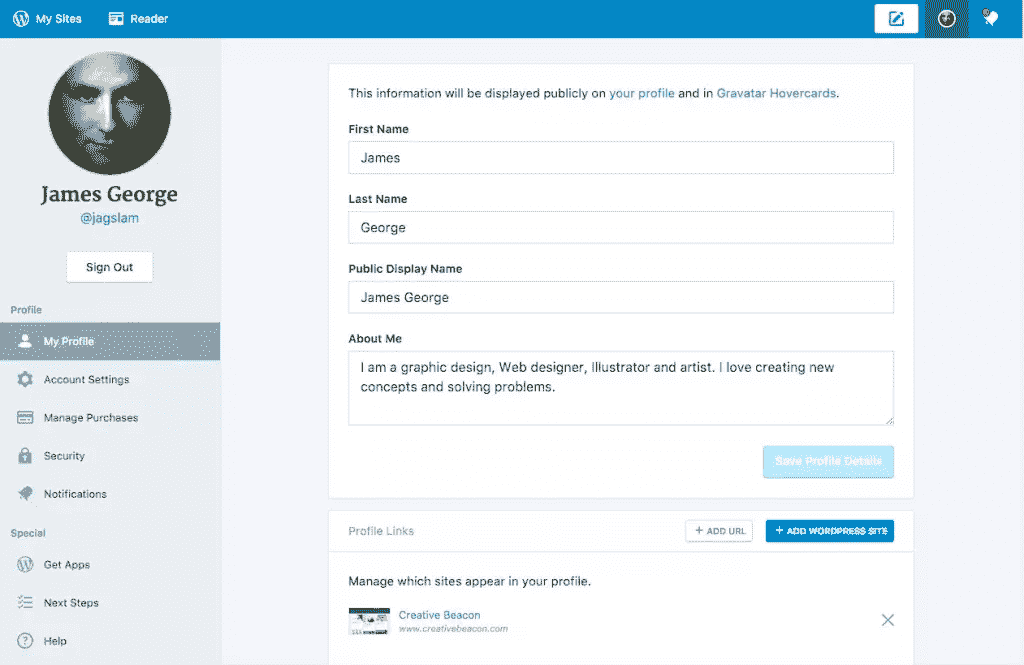 My Sites
Reader
James George
@jagslam
Sign Out
Profile
My Profile
Account Settings
Manage Purchases
Security
Notifications
Special
Get Apps
Next Steps
Help
This information will be displayed publicly on your profile and in Gravatar Hovercards.
First Name
James
Last Name
George
Public Display Name
James George
About Me
I am a graphic design, Web designer, Illustrator and artist. I love creating new
concepts and solving problems.
Save Profile Details
Profile Links
+ ADD URL
+ ADD WORDPRESS SITE
Manage which sites appear in your profile.
Creative Beacon
www.creativebeacon.com